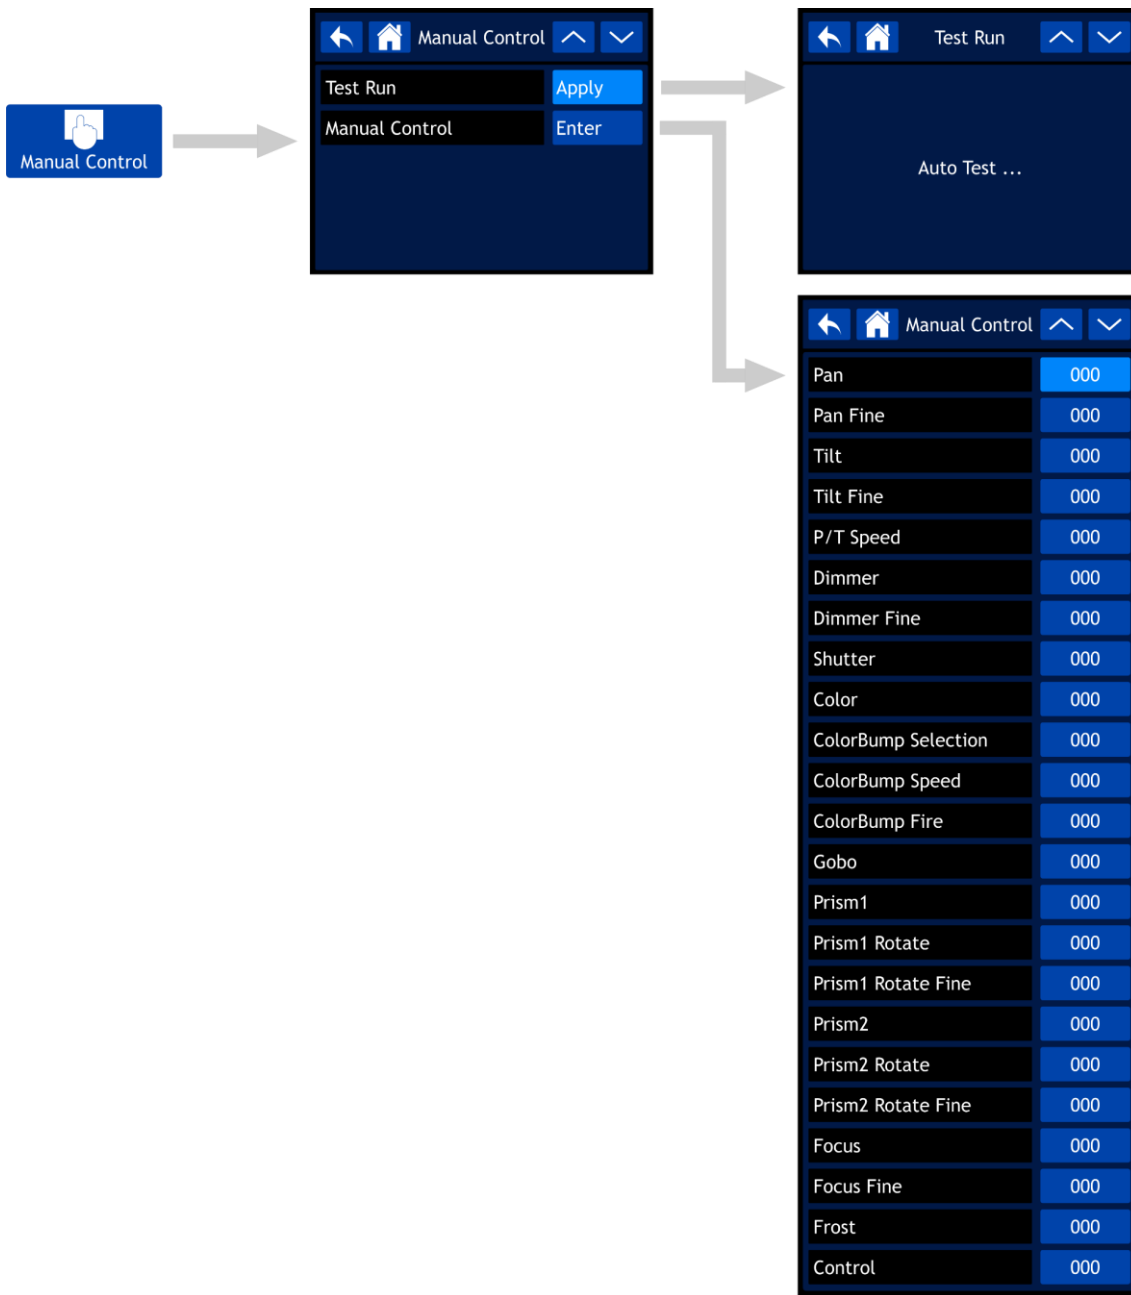 Manual Control
Manual Control
Test Run Apply
Manual Control Enter
Test Run
Auto Test ...
Manual Control
Pan 000
Pan Fine 000
Tilt 000
Tilt Fine 000
P/T Speed 000
Dimmer 000
Dimmer Fine 000
Shutter 000
Color 000
ColorBump Selection 000
ColorBump Speed 000
ColorBump Fire 000
Gobo 000
Prism1 000
Prism1 Rotate 000
Prism1 Rotate Fine 000
Prism2 000
Prism2 Rotate 000
Prism2 Rotate Fine 000
Focus 000
Focus Fine 000
Frost 000
Control 000